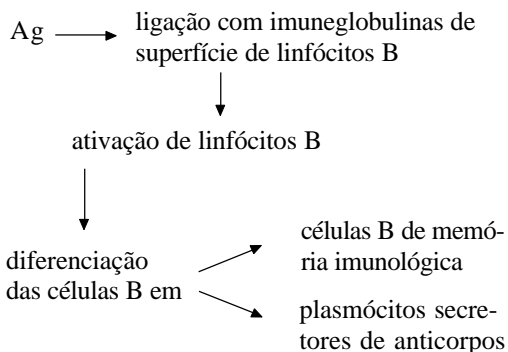 Ag
ligação com imuneglobulinas de
superfície de linfócitos B
ativação de linfócitos B
diferenciação
das células B em
células B de memó-
ria imunológica
plasmócitos secre-
tores de anticorpos